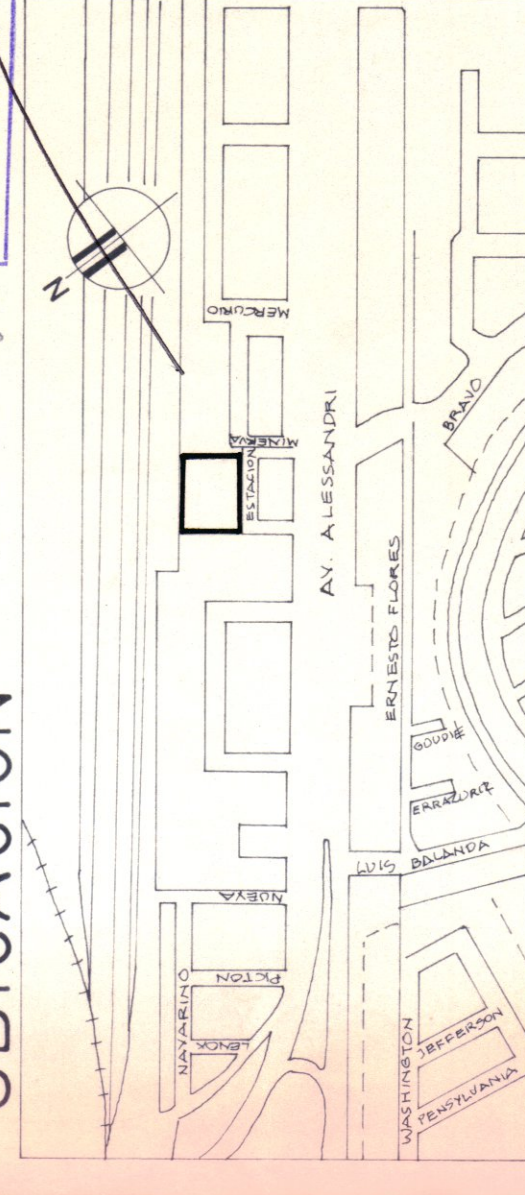 UBICACION
N
MERCURIO
MINERVA
ESTACION
AV. ALESSANDRI
BRAVO
ERNESTO FLORES
GOUDIE
ERRAZURIZ
LUIS BALANDA
NUEVA
PICTON
NAVARINO
LENOX
WASHINGTON
JEFFERSON
PENSYLVANIA